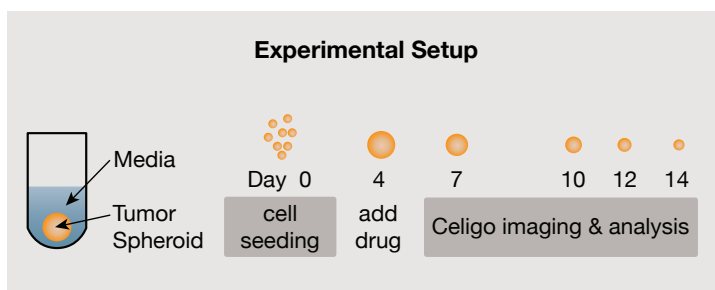 Experimental Setup
Media
Tumor
Spheroid
Day 0 4 7 10 12 14
cell
seeding
add
drug
Celigo imaging & analysis